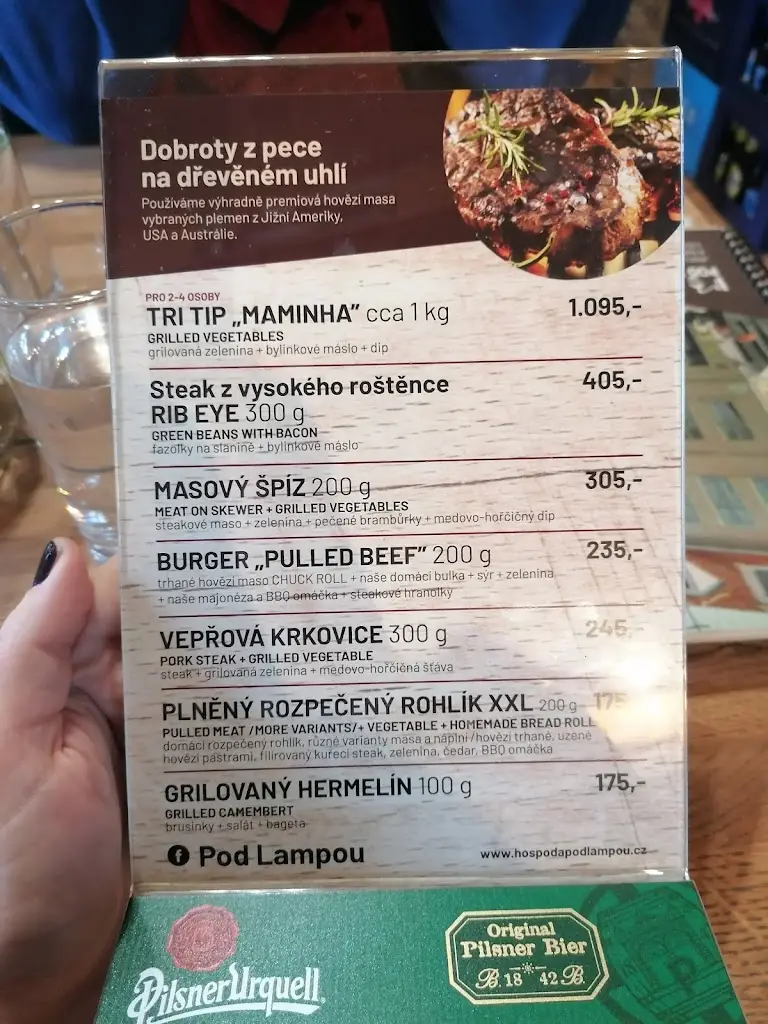 Dobroty z pece
na dřevěném uhlí
Používáme výhradně premiová hovězí masa
vybraných plemen z Jižní Ameriky,
USA a Austrálie.
PRO 2-4 OSOBY
TRI TIP „MAMINHA" cca 1 kg 1.095,-
GRILLED VEGETABLES
grilovaná zelenina + bylinkové máslo + dip
Steak z vysokého roštěnce 405,-
RIB EYE 300 g
GREEN BEANS WITH BACON
fazolky na slanině + bylinkové máslo
MASOVÝ ŠPÍZ 200 g 305,-
MEAT ON SKEWER + GRILLED VEGETABLES
steakové maso + zelenina + pečené brambůrky + medovo-hořčičný dip
BURGER „PULLED BEEF" 200 g 235,-
trhané hovězí maso CHUCK ROLL + naše domácí bulka + sýr + zelenina
+ naše majonéza a BBQ omáčka + steakové hranolky
VEPŘOVÁ KRKOVICE 300 g 245,-
PORK STEAK + GRILLED VEGETABLE
steak + grilovaná zelenina + medovo-hořčičná šťáva
PLNĚNÝ ROZPEČENÝ ROHLÍK XXL 200 g 175
PULLED MEAT /MORE VARIANTS/+ VEGETABLE + HOMEMADE BREAD ROLL
domácí rozpečený rohlík, různé varianty masa a náplní /hovězí trhané, uzené
hovězí pastrami, filírovaný kuřecí steak, zelenina, čedar, BBQ omáčka
GRILOVANÝ HERMELÍN 100 g 175,-
GRILLED CAMEMBERT
brusinky + salát + bageta
f Pod Lampou www.hospodapodlampou.cz
Pilsner Urquell
Original
Pilsner Bier
B. 18 42 B.